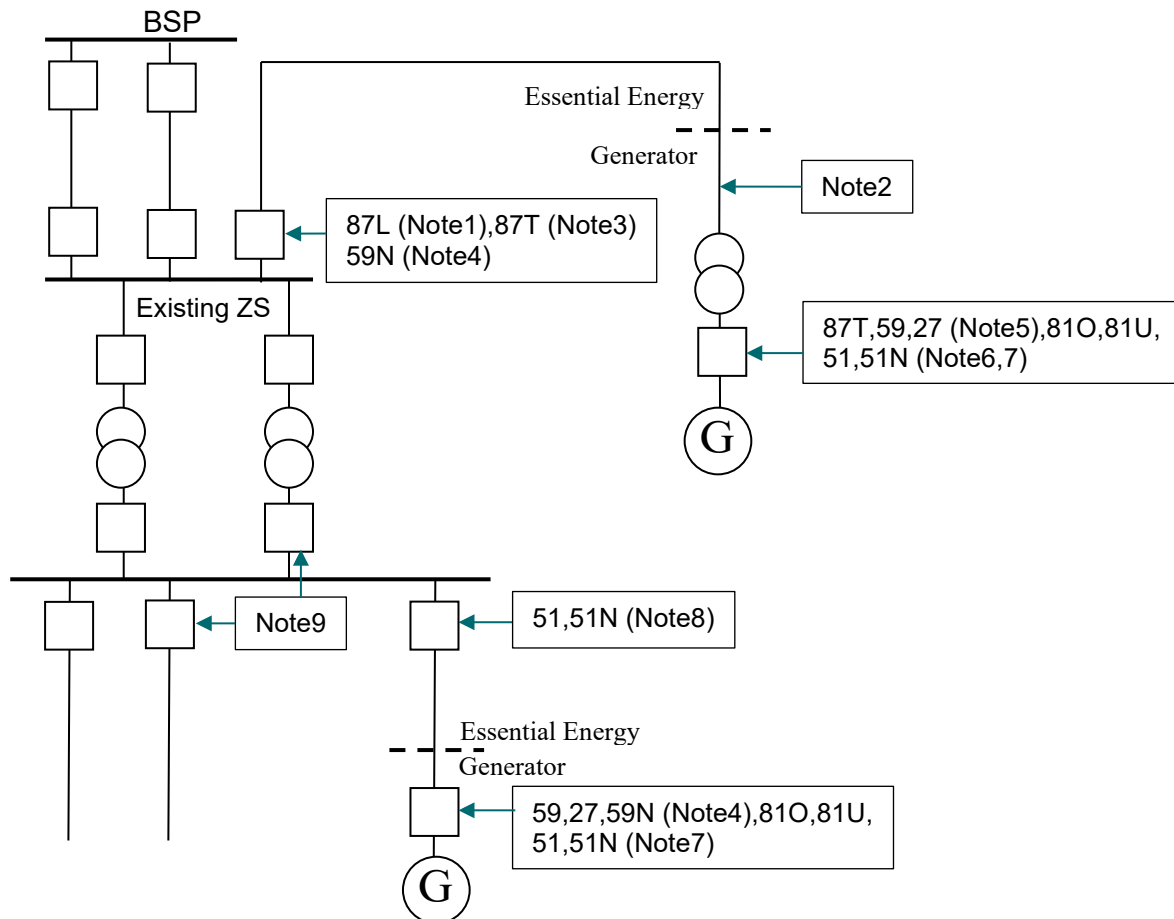 BSP
Essential Energy
Generator
Note2
87L (Note1),87T (Note3)
59N (Note4)
Existing ZS
87T,59,27 (Note5),81O,81U,
51,51N (Note6,7)
G
Note9
51,51N (Note8)
Essential Energy
Generator
59,27,59N (Note4),81O,81U,
51,51N (Note7)
G